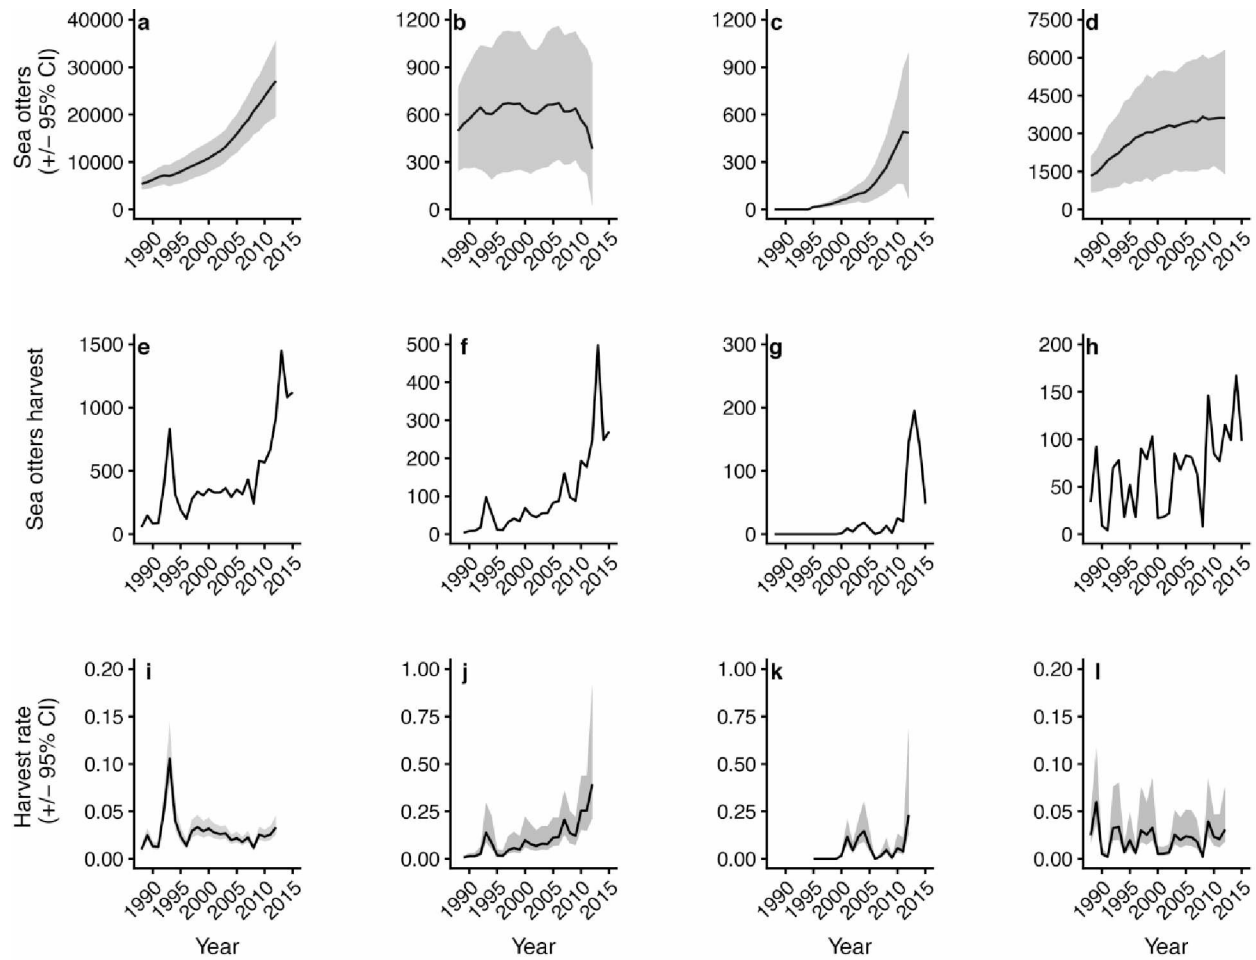 Sea otters
(+/− 95% CI)
a
40000
30000
20000
10000
0
1990 1995 2000 2005 2010 2015
b
1200
900
600
300
0
1990 1995 2000 2005 2010 2015
c
1200
900
600
300
0
1990 1995 2000 2005 2010 2015
d
7500
6000
4500
3000
1500
0
1990 1995 2000 2005 2010 2015
Sea otters harvest
e
1500
1000
500
0
1990 1995 2000 2005 2010 2015
f
500
400
300
200
100
0
1990 1995 2000 2005 2010 2015
g
300
200
100
0
1990 1995 2000 2005 2010 2015
h
200
150
100
50
0
1990 1995 2000 2005 2010 2015
Harvest rate
(+/− 95% CI)
i
0.20
0.15
0.10
0.05
0.00
1990 1995 2000 2005 2010 2015
Year
j
1.00
0.75
0.50
0.25
0.00
1990 1995 2000 2005 2010 2015
Year
k
1.00
0.75
0.50
0.25
0.00
1990 1995 2000 2005 2010 2015
Year
l
0.20
0.15
0.10
0.05
0.00
1990 1995 2000 2005 2010 2015
Year